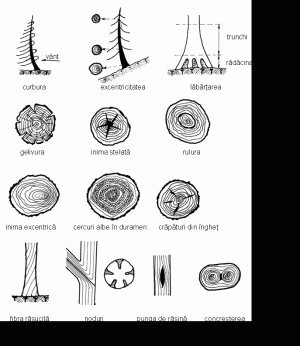 vânt
trunchi
rădăcina
curbura
excentricitatea
lăbărțarea
gelivura
inima stelată
rulura
inima excentrică
cercuri albe în duramen
crăpături din îngheț
fibra răsucită
noduri
punga de rășină
concreșterea